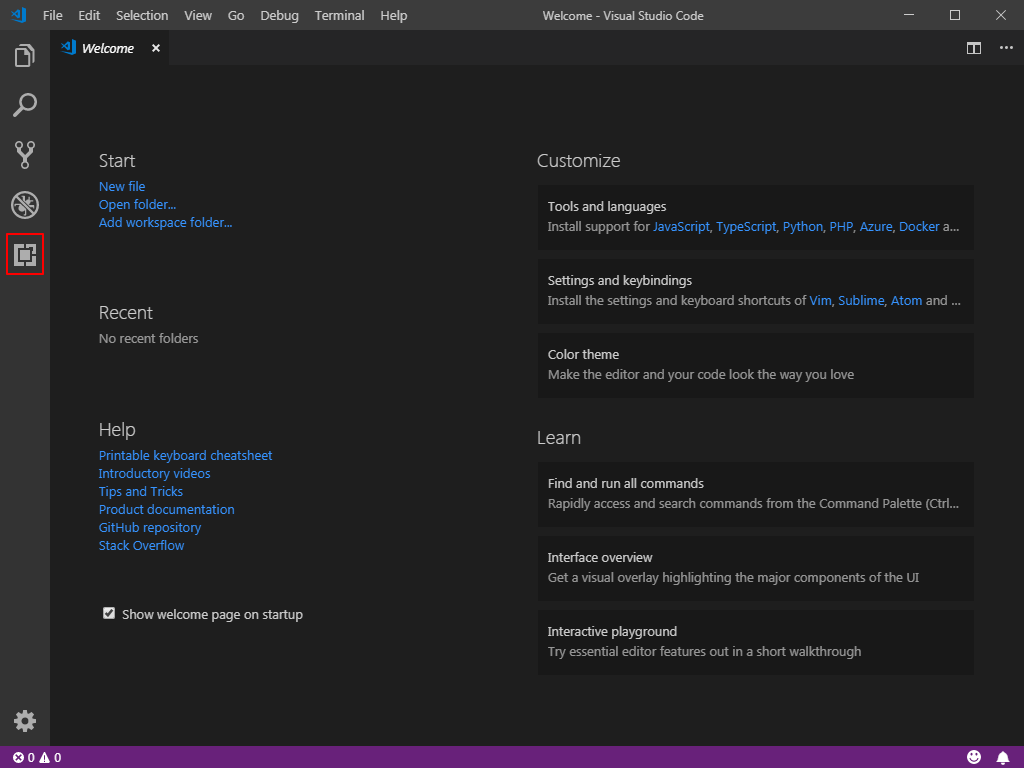 File Edit Selection View Go Debug Terminal Help Welcome - Visual Studio Code
Welcome
Start
New file
Open folder...
Add workspace folder...
Recent
No recent folders
Help
Printable keyboard cheatsheet
Introductory videos
Tips and Tricks
Product documentation
GitHub repository
Stack Overflow
Show welcome page on startup
Customize
Tools and languages
Install support for JavaScript, TypeScript, Python, PHP, Azure, Docker a...
Settings and keybindings
Install the settings and keyboard shortcuts of Vim, Sublime, Atom and ...
Color theme
Make the editor and your code look the way you love
Learn
Find and run all commands
Rapidly access and search commands from the Command Palette (Ctrl...
Interface overview
Get a visual overlay highlighting the major components of the UI
Interactive playground
Try essential editor features out in a short walkthrough
0 0